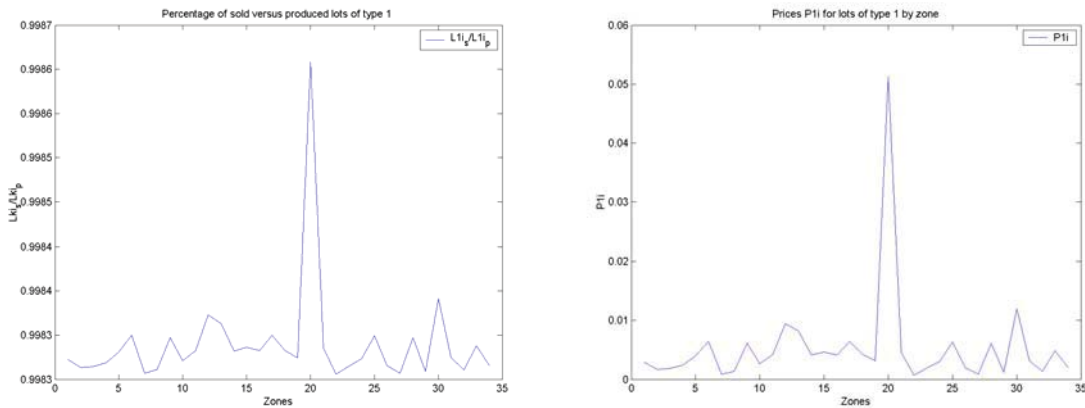 Percentage of sold versus produced lots of type 1
0.9987
0.9986
0.9986
0.9985
0.9985
0.9984
0.9984
0.9983
0.9983
Lki_s/Lki_p
L1i_s/L1i_p
0 5 10 15 20 25 30 35
Zones
Prices P1i for lots of type 1 by zone
0.06
0.05
0.04
0.03
0.02
0.01
0
P1i
P1i
0 5 10 15 20 25 30 35
Zones